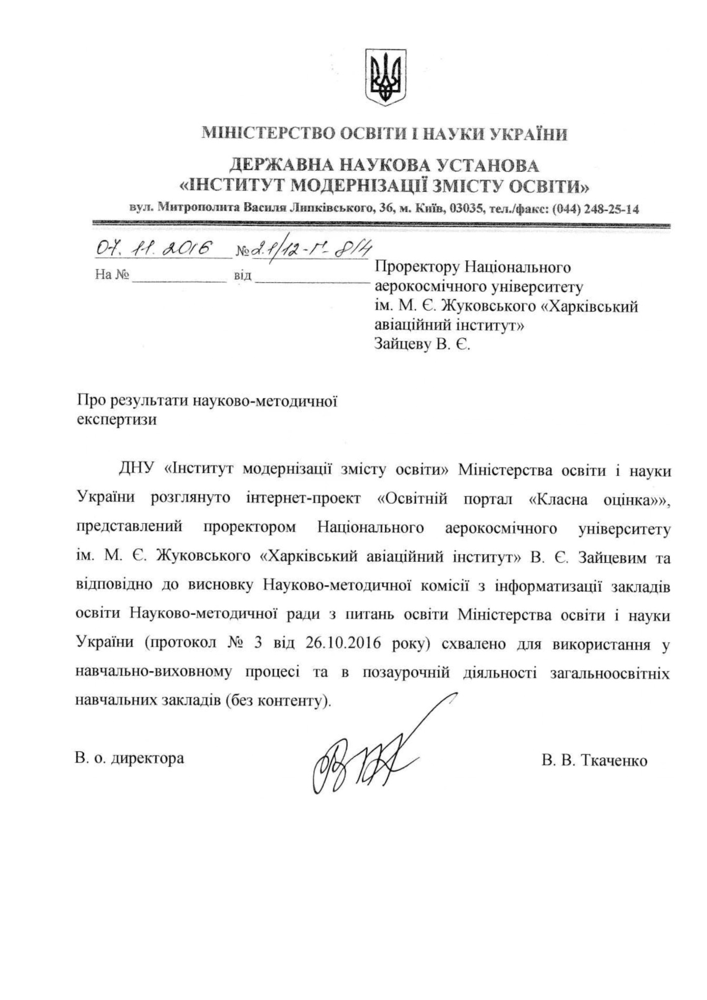 МІНІСТЕРСТВО ОСВІТИ І НАУКИ УКРАЇНИ
ДЕРЖАВНА НАУКОВА УСТАНОВА
«ІНСТИТУТ МОДЕРНІЗАЦІЇ ЗМІСТУ ОСВІТИ»
вул. Митрополита Василя Липківського, 36, м. Київ, 03035, тел./факс: (044) 248-25-14
07. 11. 2016 № 2.1/12-Г-814
На № від
Проректору Національного
аерокосмічного університету
ім. М. Є. Жуковського «Харківський
авіаційний інститут»
Зайцеву В. Є.
Про результати науково-методичної
експертизи
ДНУ «Інститут модернізації змісту освіти» Міністерства освіти і науки
України розглянуто інтернет-проект «Освітній портал «Класна оцінка»»,
представлений проректором Національного аерокосмічного університету
ім. М. Є. Жуковського «Харківський авіаційний інститут» В. Є. Зайцевим та
відповідно до висновку Науково-методичної комісії з інформатизації закладів
освіти Науково-методичної ради з питань освіти Міністерства освіти і науки
України (протокол № 3 від 26.10.2016 року) схвалено для використання у
навчально-виховному процесі та в позаурочній діяльності загальноосвітніх
навчальних закладів (без контенту).
В. о. директора
В. В. Ткаченко